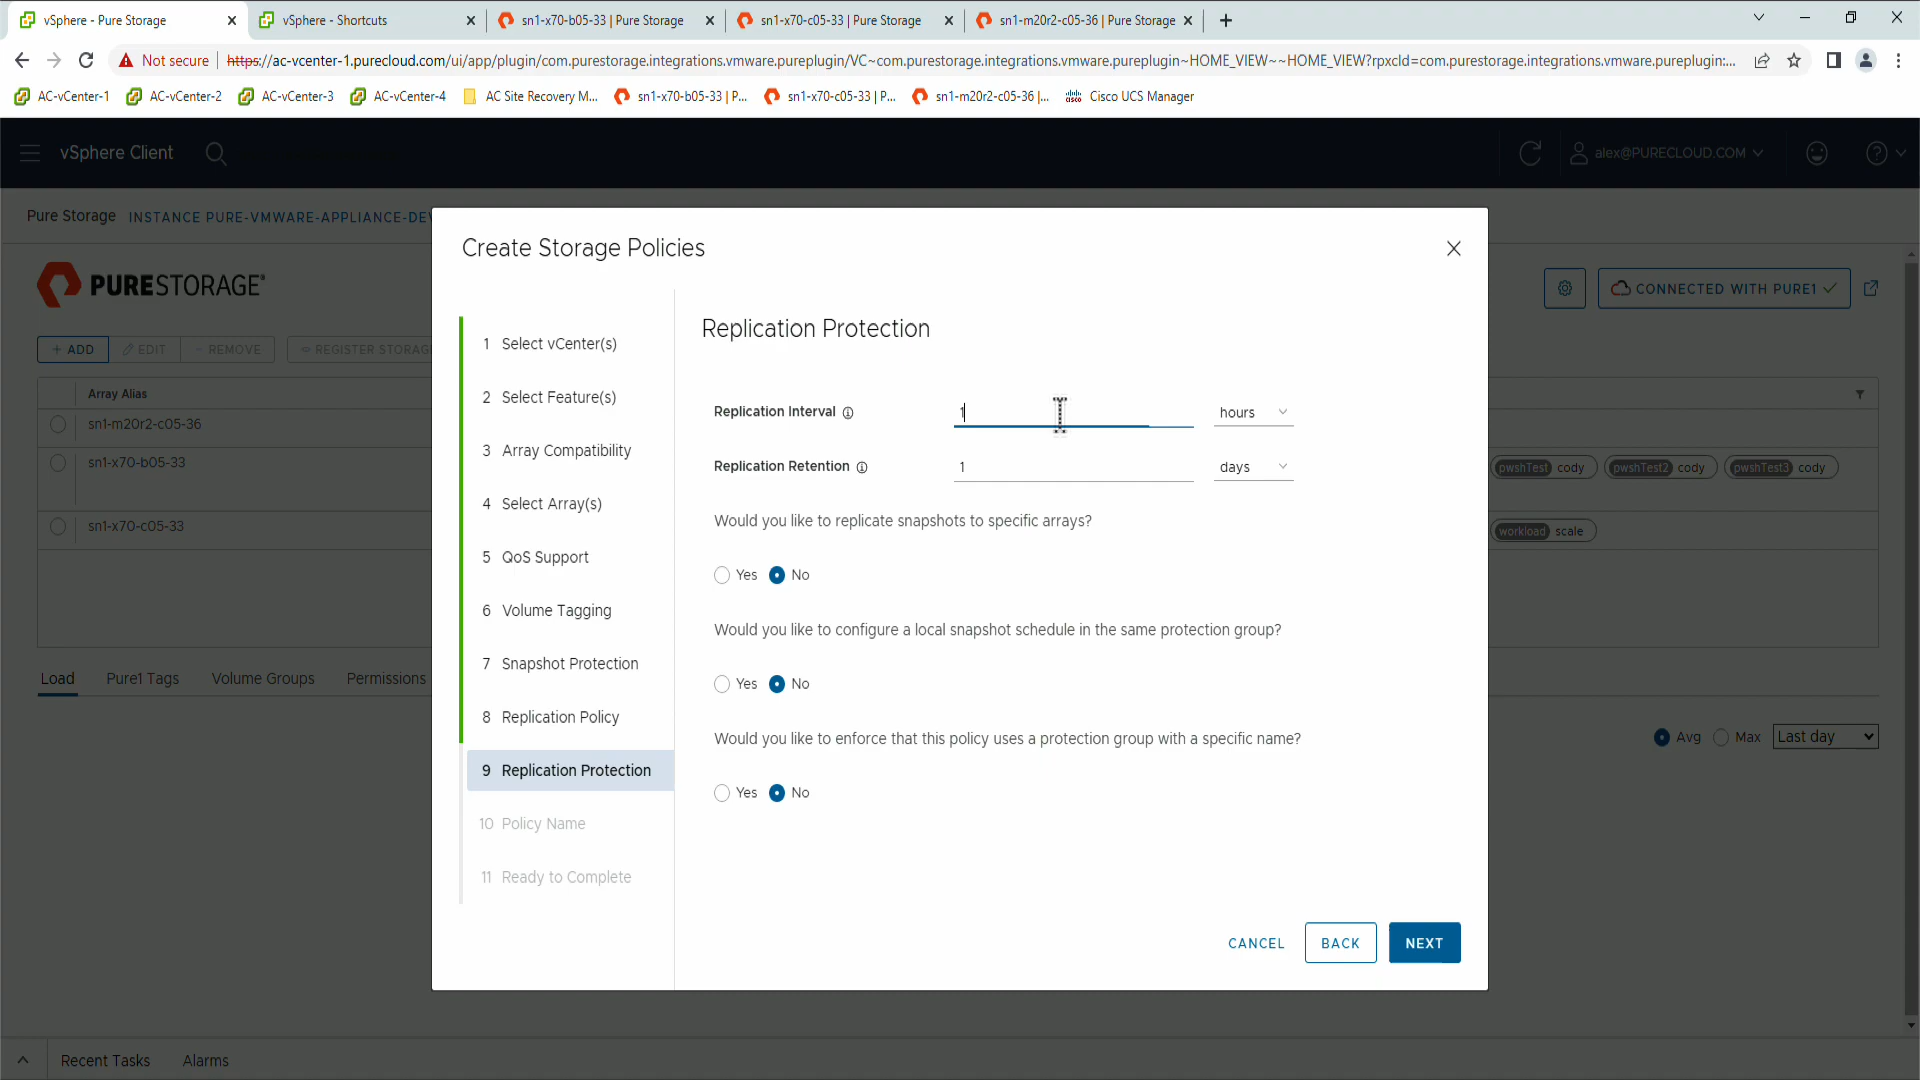 vSphere - Pure Storage
vSphere - Shortcuts
sn1-x70-b05-33 | Pure Storage
sn1-x70-c05-33 | Pure Storage
sn1-m20r2-c05-36 | Pure Storage
Not secure
https://ac-vcenter-1.purecloud.com/ui/app/plugin/com.purestorage.integrations.vmware.pureplugin/VC~com.purestorage.integrations.vmware.pureplugin~HOME_VIEW~~HOME_VIEW?rpxcId=com.purestorage.integrations.vmware.pureplugin:...
AC-vCenter-1
AC-vCenter-2
AC-vCenter-3
AC-vCenter-4
AC Site Recovery M...
sn1-x70-b05-33 | P...
sn1-x70-c05-33 | P...
sn1-m20r2-c05-36 |...
cisco
Cisco UCS Manager
vSphere Client
alex@PURECLOUD.COM
Pure Storage INSTANCE PURE-VMWARE-APPLIANCE-DEV
PURESTORAGE®
CONNECTED WITH PURE1
+ ADD
EDIT
REMOVE
REGISTER STORAG
Array Alias
sn1-m20r2-c05-36
sn1-x70-b05-33
pwshTest cody
pwshTest2 cody
pwshTest3 cody
sn1-x70-c05-33
workload scale
Load
Pure1 Tags
Volume Groups
Permissions
Avg
Max
Last day
Create Storage Policies
1 Select vCenter(s)
2 Select Feature(s)
3 Array Compatibility
4 Select Array(s)
5 QoS Support
6 Volume Tagging
7 Snapshot Protection
8 Replication Policy
9 Replication Protection
10 Policy Name
11 Ready to Complete
Replication Protection
Replication Interval 1 hours
Replication Retention 1 days
Would you like to replicate snapshots to specific arrays?
Yes No
Would you like to configure a local snapshot schedule in the same protection group?
Yes No
Would you like to enforce that this policy uses a protection group with a specific name?
Yes No
CANCEL
BACK
NEXT
Recent Tasks
Alarms